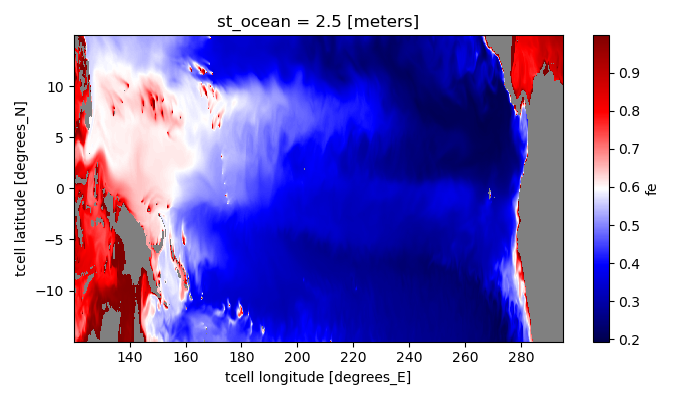 st_ocean = 2.5 [meters]
10
5
0
−5
−10
tcell latitude [degrees_N]
140 160 180 200 220 240 260 280
tcell longitude [degrees_E]
0.9
0.8
0.7
0.6
0.5
0.4
0.3
0.2
fe